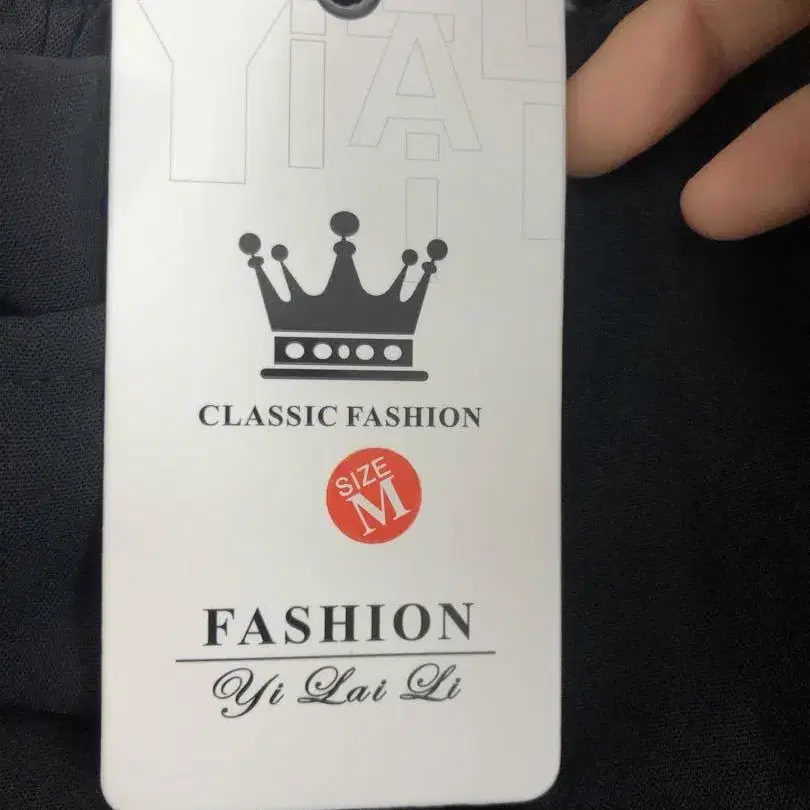 CLASSIC FASHION
SIZE
M
FASHION
Yi Lai Li